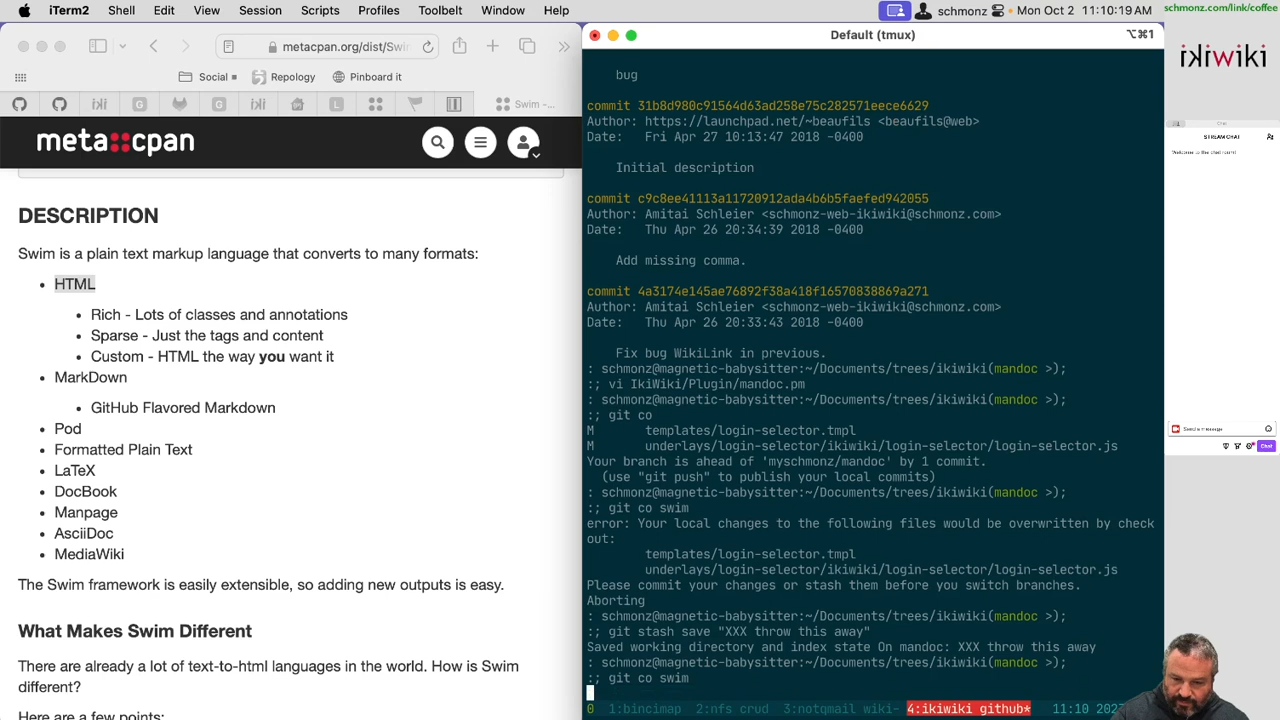 iTerm2 Shell Edit View Session Scripts Profiles Toolbelt Window Help schmonz Mon Oct 2 11:10:19 AM
schmonz.com/link/coffee
metacpan.org/dist/Swi
Default (tmux)
⌥⌘1
Social
Repology
Pinboard it
Swim -...
ikiwiki
meta::cpan
STREAM CHAT
Welcome to the chat room!
Send a message
Chat
DESCRIPTION
Swim is a plain text markup language that converts to many formats:
• HTML
• Rich - Lots of classes and annotations
• Sparse - Just the tags and content
• Custom - HTML the way you want it
• MarkDown
• GitHub Flavored Markdown
• Pod
• Formatted Plain Text
• LaTeX
• DocBook
• Manpage
• AsciiDoc
• MediaWiki
The Swim framework is easily extensible, so adding new outputs is easy.
What Makes Swim Different
There are already a lot of text-to-html languages in the world. How is Swim
different?
Here are a few points:
bug
commit 31b8d980c91564d63ad258e75c282571eece6629
Author: https://launchpad.net/~beaufils <beaufils@web>
Date:   Fri Apr 27 10:13:47 2018 -0400
Initial description
commit c9c8ee41113a11720912ada4b6b5faefed942055
Author: Amitai Schleier <schmonz-web-ikiwiki@schmonz.com>
Date:   Thu Apr 26 20:34:39 2018 -0400
Add missing comma.
commit 4a3174e145ae76892f38a418f16570838869a271
Author: Amitai Schleier <schmonz-web-ikiwiki@schmonz.com>
Date:   Thu Apr 26 20:33:43 2018 -0400
Fix bug WikiLink in previous.
: schmonz@magnetic-babysitter:~/Documents/trees/ikiwiki(mandoc >);
:; vi IkiWiki/Plugin/mandoc.pm
: schmonz@magnetic-babysitter:~/Documents/trees/ikiwiki(mandoc >);
:; git co
M       templates/login-selector.tmpl
M       underlays/login-selector/ikiwiki/login-selector/login-selector.js
Your branch is ahead of 'myschmonz/mandoc' by 1 commit.
(use "git push" to publish your local commits)
: schmonz@magnetic-babysitter:~/Documents/trees/ikiwiki(mandoc >);
:; git co swim
error: Your local changes to the following files would be overwritten by check
out:
templates/login-selector.tmpl
underlays/login-selector/ikiwiki/login-selector/login-selector.js
Please commit your changes or stash them before you switch branches.
Aborting
: schmonz@magnetic-babysitter:~/Documents/trees/ikiwiki(mandoc >);
:; git stash save "XXX throw this away"
Saved working directory and index state On mandoc: XXX throw this away
: schmonz@magnetic-babysitter:~/Documents/trees/ikiwiki(mandoc >);
:; git co swim
0 1:bincimap 2:nfs crud 3:notqmail wiki- 4:ikiwiki github* 11:10 202